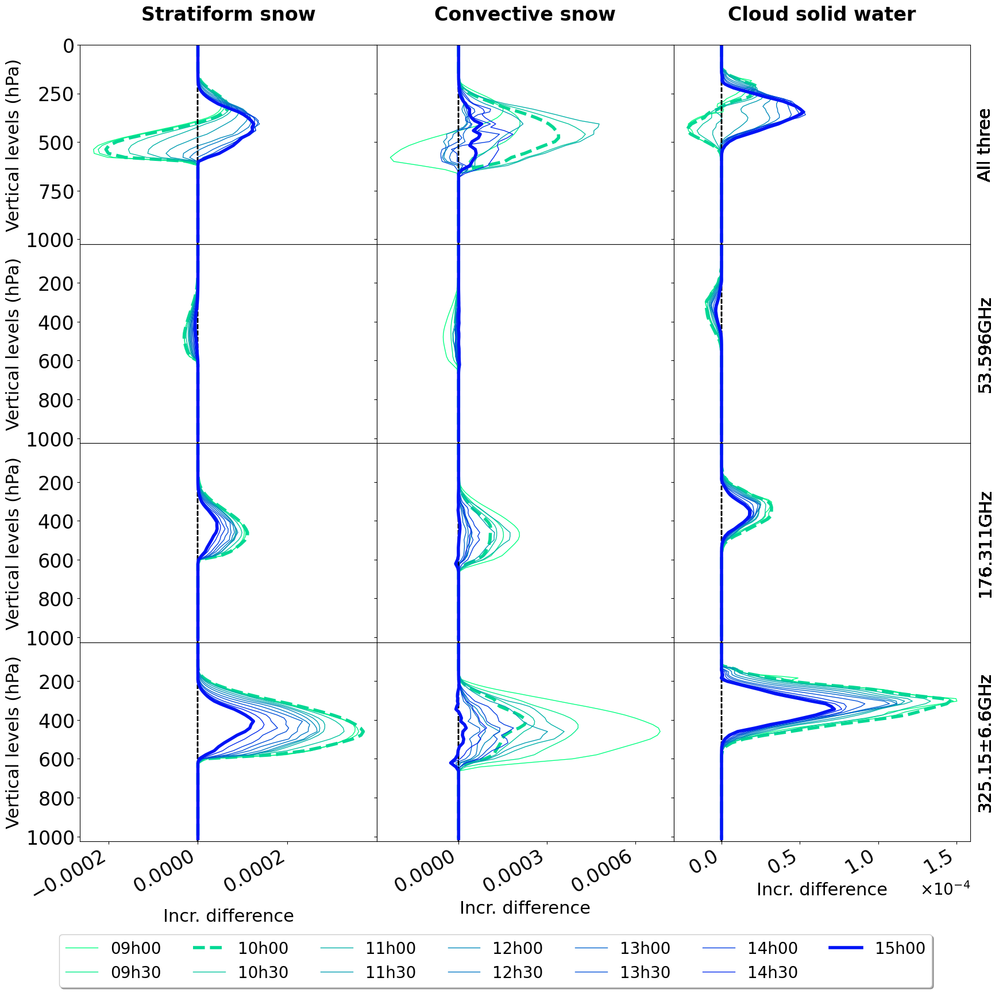 Stratiform snow Convective snow Cloud solid water
Vertical levels (hPa)
0
250
500
750
1000
All three
Vertical levels (hPa)
200
400
600
800
1000
53.596GHz
Vertical levels (hPa)
200
400
600
800
1000
176.311GHz
Vertical levels (hPa)
200
400
600
800
1000
325.15±6.6GHz
−0.0002 0.0000 0.0002 0.0000 0.0003 0.0006 0.0 0.5 1.0 1.5
×10⁻⁴
Incr. difference Incr. difference Incr. difference
09h00 10h00 11h00 12h00 13h00 14h00 15h00
09h30 10h30 11h30 12h30 13h30 14h30